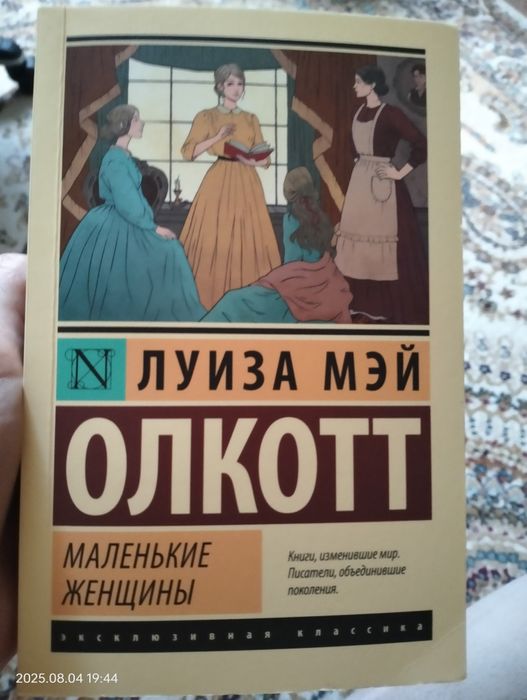 N ЛУИЗА МЭЙ
ОЛКОТТ
МАЛЕНЬКИЕ
ЖЕНЩИНЫ
Книги, изменившие мир.
Писатели, объединившие
поколения.
эксклюзивная классика
2025.08.04 19:44